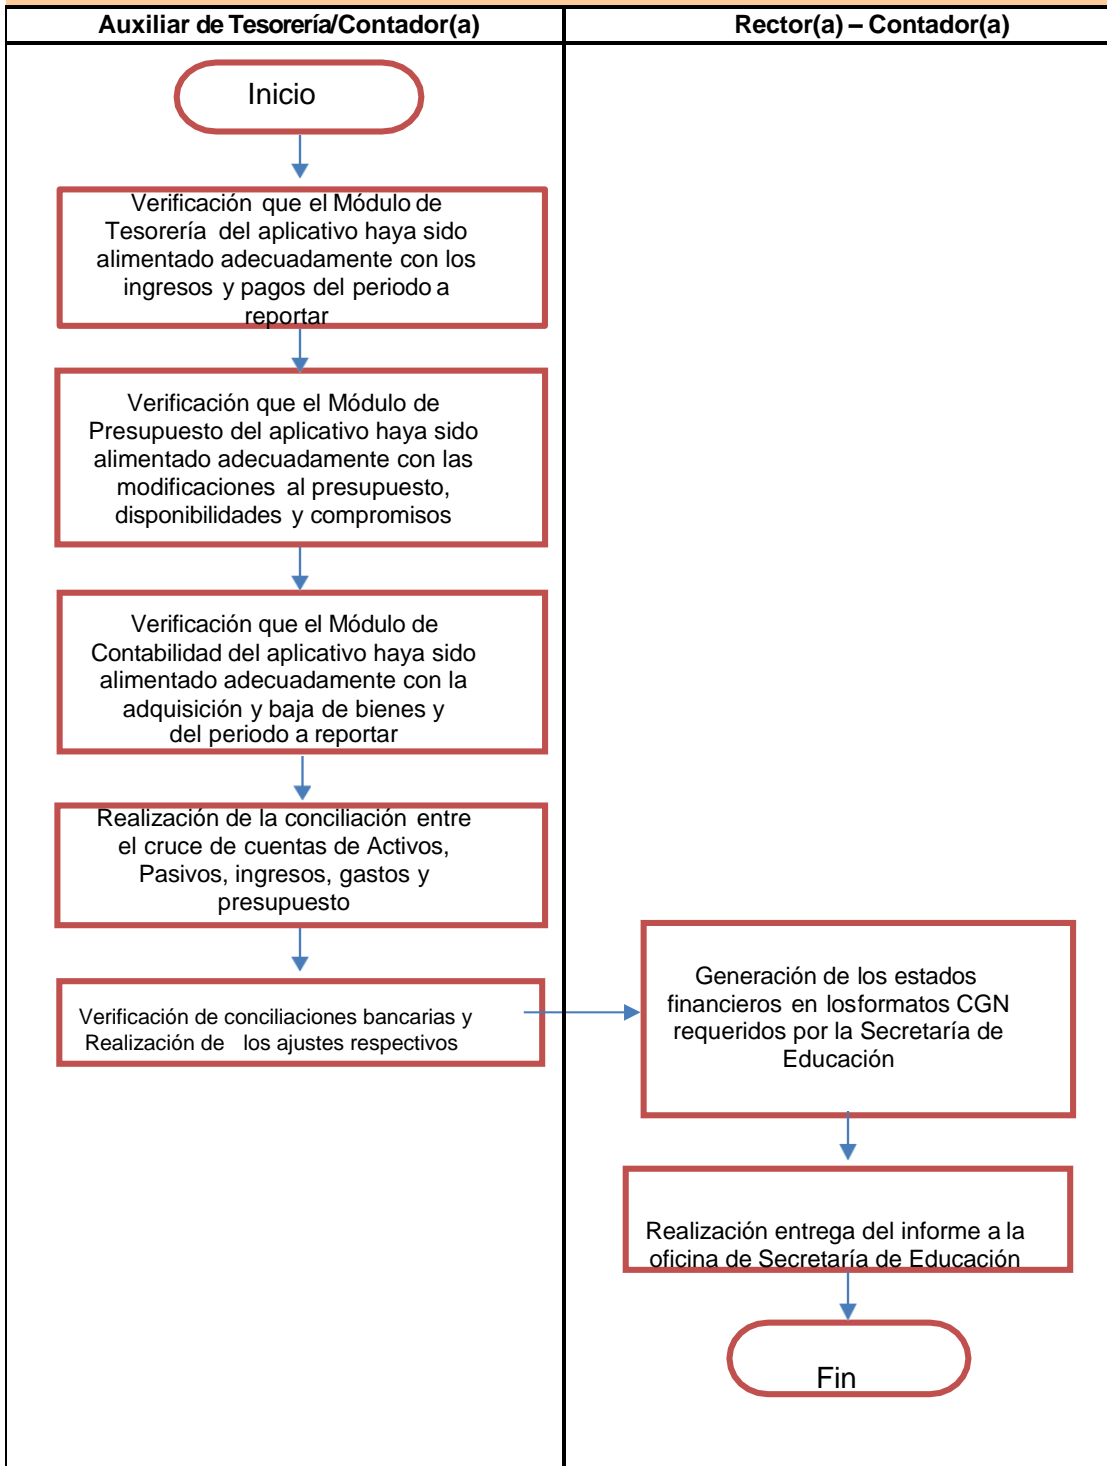 Auxiliar de Tesorería/Contador(a)
Rector(a) – Contador(a)
Inicio
Verificación que el Módulo de
Tesorería del aplicativo haya sido
alimentado adecuadamente con los
ingresos y pagos del periodo a
reportar
Verificación que el Módulo de
Presupuesto del aplicativo haya sido
alimentado adecuadamente con las
modificaciones al presupuesto,
disponibilidades y compromisos
Verificación que el Módulo de
Contabilidad del aplicativo haya sido
alimentado adecuadamente con la
adquisición y baja de bienes y
del periodo a reportar
Realización de la conciliación entre
el cruce de cuentas de Activos,
Pasivos, ingresos, gastos y
presupuesto
Verificación de conciliaciones bancarias y
Realización de los ajustes respectivos
Generación de los estados
financieros en losformatos CGN
requeridos por la Secretaría de
Educación
Realización entrega del informe a la
oficina de Secretaría de Educación
Fin